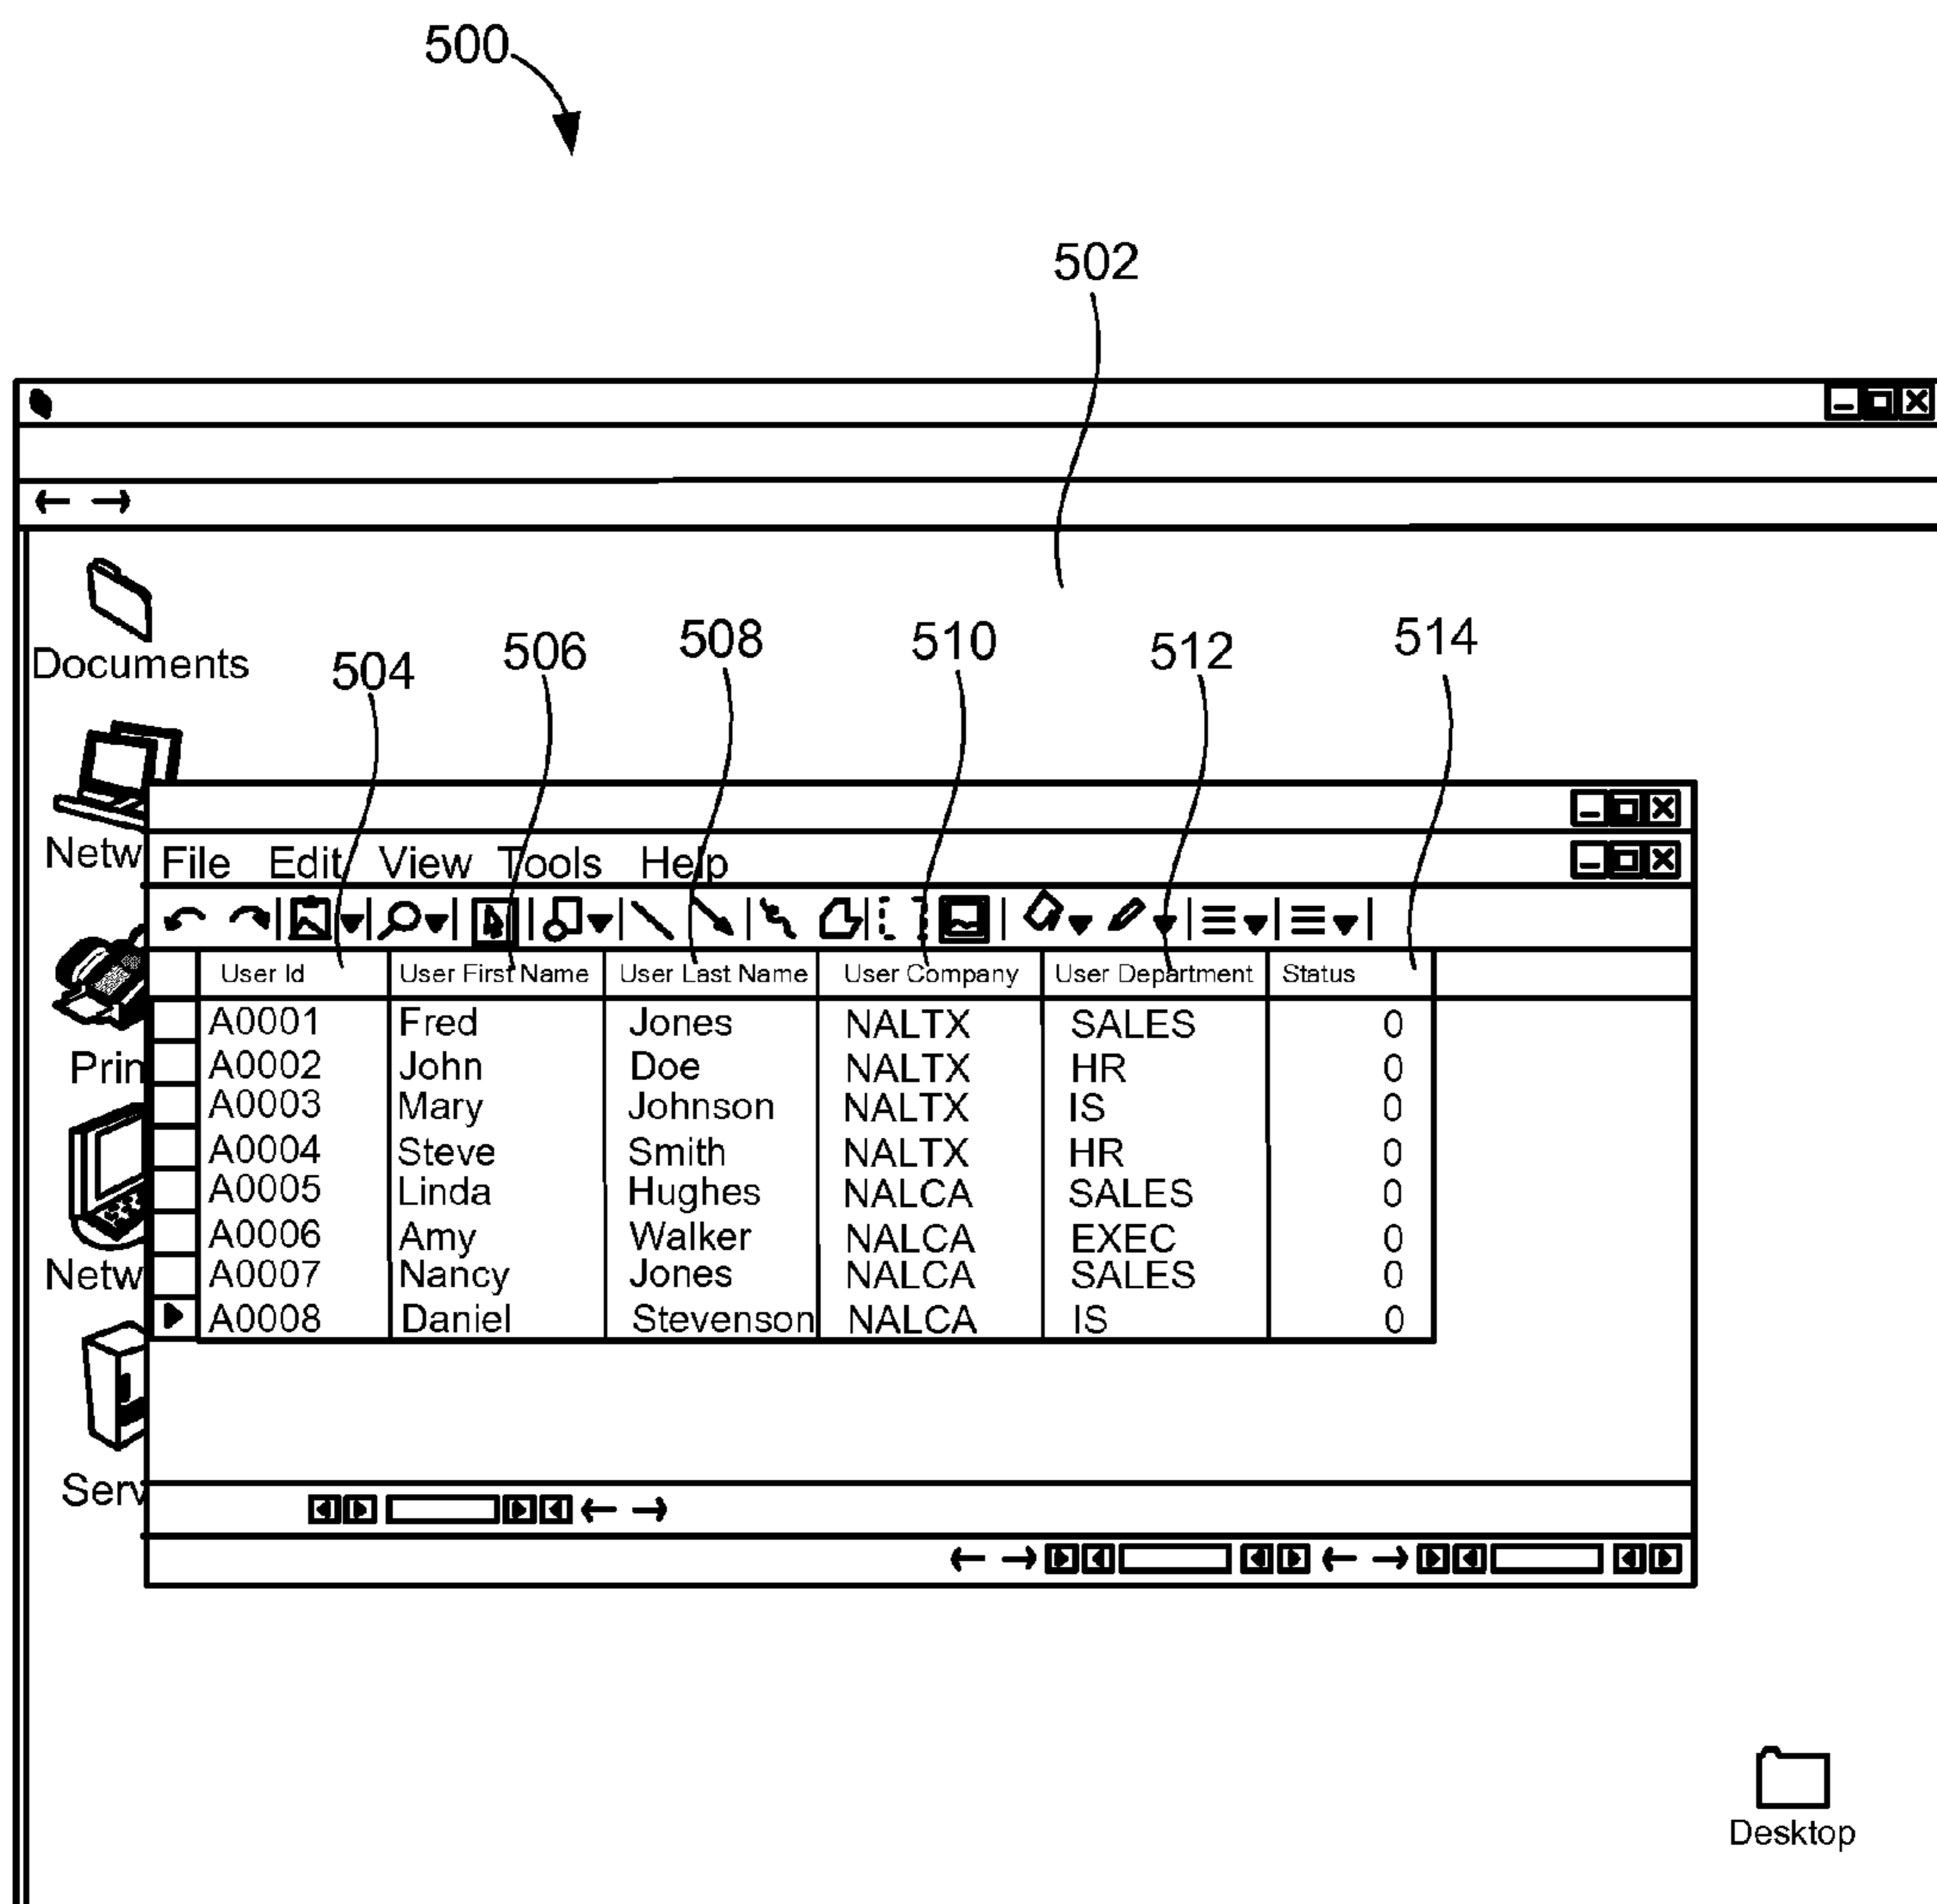 500
502
Documents
504 506 508 510 512 514
Netw
File Edit View Tools Help
User Id User First Name User Last Name User Company User Department Status
A0001 Fred Jones NALTX SALES 0
A0002 John Doe NALTX HR 0
Prin
A0003 Mary Johnson NALTX IS 0
A0004 Steve Smith NALTX HR 0
A0005 Linda Hughes NALCA SALES 0
A0006 Amy Walker NALCA EXEC 0
Netw
A0007 Nancy Jones NALCA SALES 0
A0008 Daniel Stevenson NALCA IS 0
Serv
Desktop